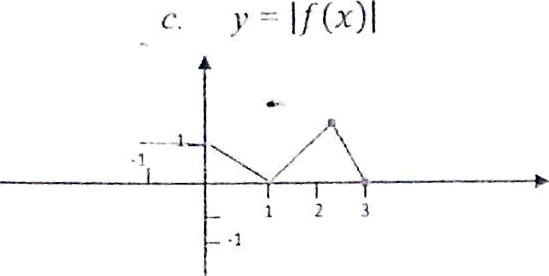 c. y = |f(x)|
1
-1
1 2 3
-1